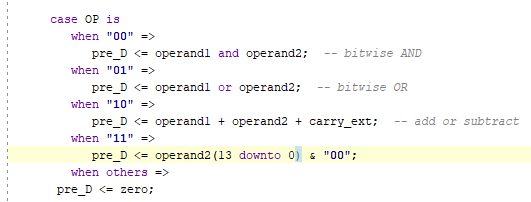 case OP is
when "00" =>
pre_D <= operand1 and operand2; -- bitwise AND
when "01" =>
pre_D <= operand1 or operand2; -- bitwise OR
when "10" =>
pre_D <= operand1 + operand2 + carry_ext; -- add or subtract
when "11" =>
pre_D <= operand2(13 downto 0) & "00";
when others =>
pre_D <= zero;